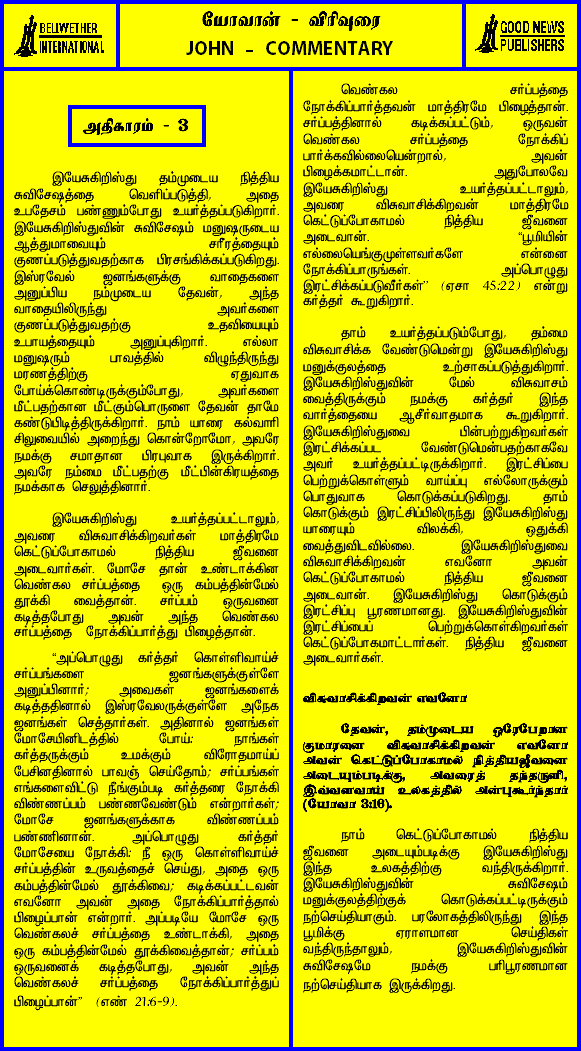 BELLWETHER
INTERNATIONAL
யோவான் - விரிவுரை
JOHN - COMMENTARY
GOOD NEWS
PUBLISHERS
அதிகாரம் - 3
இயேசுகிறிஸ்து தம்முடைய நித்திய
சுவிசேஷத்தை வெளிப்படுத்தி, அதை
உபதேசம் பண்ணும்போது உயர்த்தப்படுகிறார்.
இயேசுகிறிஸ்துவின் சுவிசேஷம் மனுஷருடைய
ஆத்துமாவையும் சரீரத்தையும்
குணப்படுத்துவதற்காக பிரசங்கிக்கப்படுகிறது.
இஸ்ரவேல் ஜனங்களுக்கு வாதைகளை
அனுப்பிய நம்முடைய தேவன், அந்த
வாதையிலிருந்து அவர்களை
குணப்படுத்துவதற்கு உதவியையும்
உபாயத்தையும் அனுப்புகிறார். எல்லா
மனுஷரும் பாவத்தில் விழுந்திருந்து
மரணத்திற்கு ஏதுவாக
போய்க்கொண்டிருக்கும்போது, அவர்களை
மீட்பதற்கான மீட்கும்பொருளை தேவன் தாமே
கண்டுபிடித்திருக்கிறார். நாம் யாரை கல்வாரி
சிலுவையில் அறைந்து கொன்றோமோ, அவரே
நமக்கு சமாதான பிரபுவாக இருக்கிறார்.
அவரே நம்மை மீட்பதற்கு மீட்பின்கிரயத்தை
நமக்காக செலுத்தினார்.
இயேசுகிறிஸ்து உயர்த்தப்பட்டாலும்,
அவரை விசுவாசிக்கிறவர்கள் மாத்திரமே
கெட்டுப்போகாமல் நித்திய ஜீவனை
அடைவார்கள். மோசே தான் உண்டாக்கின
வெண்கல சர்ப்பத்தை ஒரு கம்பத்தின்மேல்
தூக்கி வைத்தான். சர்ப்பம் ஒருவனை
கடித்தபோது அவன் அந்த வெண்கல
சர்ப்பத்தை நோக்கிப்பார்த்து பிழைத்தான்.
“அப்பொழுது கர்த்தர் கொள்ளிவாய்ச்
சர்ப்பங்களை ஜனங்களுக்குள்ளே
அனுப்பினார்; அவைகள் ஜனங்களைக்
கடித்ததினால் இஸ்ரவேலருக்குள்ளே அநேக
ஜனங்கள் செத்தார்கள். அதினால் ஜனங்கள்
மோசேயினிடத்தில் போய்: நாங்கள்
கர்த்தருக்கும் உமக்கும் விரோதமாய்ப்
பேசினதினால் பாவஞ் செய்தோம்; சர்ப்பங்கள்
எங்களைவிட்டு நீங்கும்படி கர்த்தரை நோக்கி
விண்ணப்பம் பண்ணவேண்டும் என்றார்கள்;
மோசே ஜனங்களுக்காக விண்ணப்பம்
பண்ணினான். அப்பொழுது கர்த்தர்
மோசேயை நோக்கி: நீ ஒரு கொள்ளிவாய்ச்
சர்ப்பத்தின் உருவத்தைச் செய்து, அதை ஒரு
கம்பத்தின்மேல் தூக்கிவை; கடிக்கப்பட்டவன்
எவனோ அவன் அதை நோக்கிப்பார்த்தால்
பிழைப்பான் என்றார். அப்படியே மோசே ஒரு
வெண்கலச் சர்ப்பத்தை உண்டாக்கி, அதை
ஒரு கம்பத்தின்மேல் தூக்கிவைத்தான்; சர்ப்பம்
ஒருவனைக் கடித்தபோது, அவன் அந்த
வெண்கலச் சர்ப்பத்தை நோக்கிப்பார்த்துப்
பிழைப்பான்” (எண் 21:6-9).
வெண்கல சர்ப்பத்தை
நோக்கிப்பார்த்தவன் மாத்திரமே பிழைத்தான்.
சர்ப்பத்தினால் கடிக்கப்பட்டும், ஒருவன்
வெண்கல சர்ப்பத்தை நோக்கிப்
பார்க்கவில்லையென்றால், அவன்
பிழைக்கமாட்டான். அதுபோலவே
இயேசுகிறிஸ்து உயர்த்தப்பட்டாலும்,
அவரை விசுவாசிக்கிறவன் மாத்திரமே
கெட்டுப்போகாமல் நித்திய ஜீவனை
அடைவான். “பூமியின்
எல்லையெங்குமுள்ளவர்களே என்னை
நோக்கிப்பாருங்கள். அப்பொழுது
இரட்சிக்கப்படுவீர்கள்” (ஏசா 45:22) என்று
கர்த்தர் கூறுகிறார்.
தாம் உயர்த்தப்படும்போது, தம்மை
விசுவாசிக்க வேண்டுமென்று இயேசுகிறிஸ்து
மனுக்குலத்தை உற்சாகப்படுத்துகிறார்.
இயேசுகிறிஸ்துவின் மேல் விசுவாசம்
வைத்திருக்கும் நமக்கு கர்த்தர் இந்த
வார்த்தையை ஆசீர்வாதமாக கூறுகிறார்.
இயேசுகிறிஸ்துவை பின்பற்றுகிறவர்கள்
இரட்சிக்கப்பட வேண்டுமென்பதற்காகவே
அவர் உயர்த்தப்பட்டிருக்கிறார். இரட்சிப்பை
பெற்றுக்கொள்ளும் வாய்ப்பு எல்லோருக்கும்
பொதுவாக கொடுக்கப்படுகிறது. தாம்
கொடுக்கும் இரட்சிப்பிலிருந்து இயேசுகிறிஸ்து
யாரையும் விலக்கி, ஒதுக்கி
வைத்துவிடவில்லை. இயேசுகிறிஸ்துவை
விசுவாசிக்கிறவன் எவனோ அவன்
கெட்டுப்போகாமல் நித்திய ஜீவனை
அடைவான். இயேசுகிறிஸ்து கொடுக்கும்
இரட்சிப்பு பூரணமானது. இயேசுகிறிஸ்துவின்
இரட்சிப்பைப் பெற்றுக்கொள்கிறவர்கள்
கெட்டுப்போகமாட்டார்கள். நித்திய ஜீவனை
அடைவார்கள்.
விசுவாசிக்கிறவன் எவனோ
தேவன், தம்முடைய ஒரேபேறான
குமாரனை விசுவாசிக்கிறவன் எவனோ
அவன் கெட்டுப்போகாமல் நித்தியஜீவனை
அடையும்படிக்கு, அவரைத் தந்தருளி,
இவ்வளவாய் உலகத்தில் அன்புகூர்ந்தார்
(யோவா 3:16).
நாம் கெட்டுப்போகாமல் நித்திய
ஜீவனை அடையும்படிக்கு இயேசுகிறிஸ்து
இந்த உலகத்திற்கு வந்திருக்கிறார்.
இயேசுகிறிஸ்துவின் சுவிசேஷம்
மனுக்குலத்திற்குக் கொடுக்கப்பட்டிருக்கும்
நற்செய்தியாகும். பரலோகத்திலிருந்து இந்த
பூமிக்கு ஏராளமான செய்திகள்
வந்திருந்தாலும், இயேசுகிறிஸ்துவின்
சுவிசேஷமே நமக்கு பரிபூரணமான
நற்செய்தியாக இருக்கிறது.